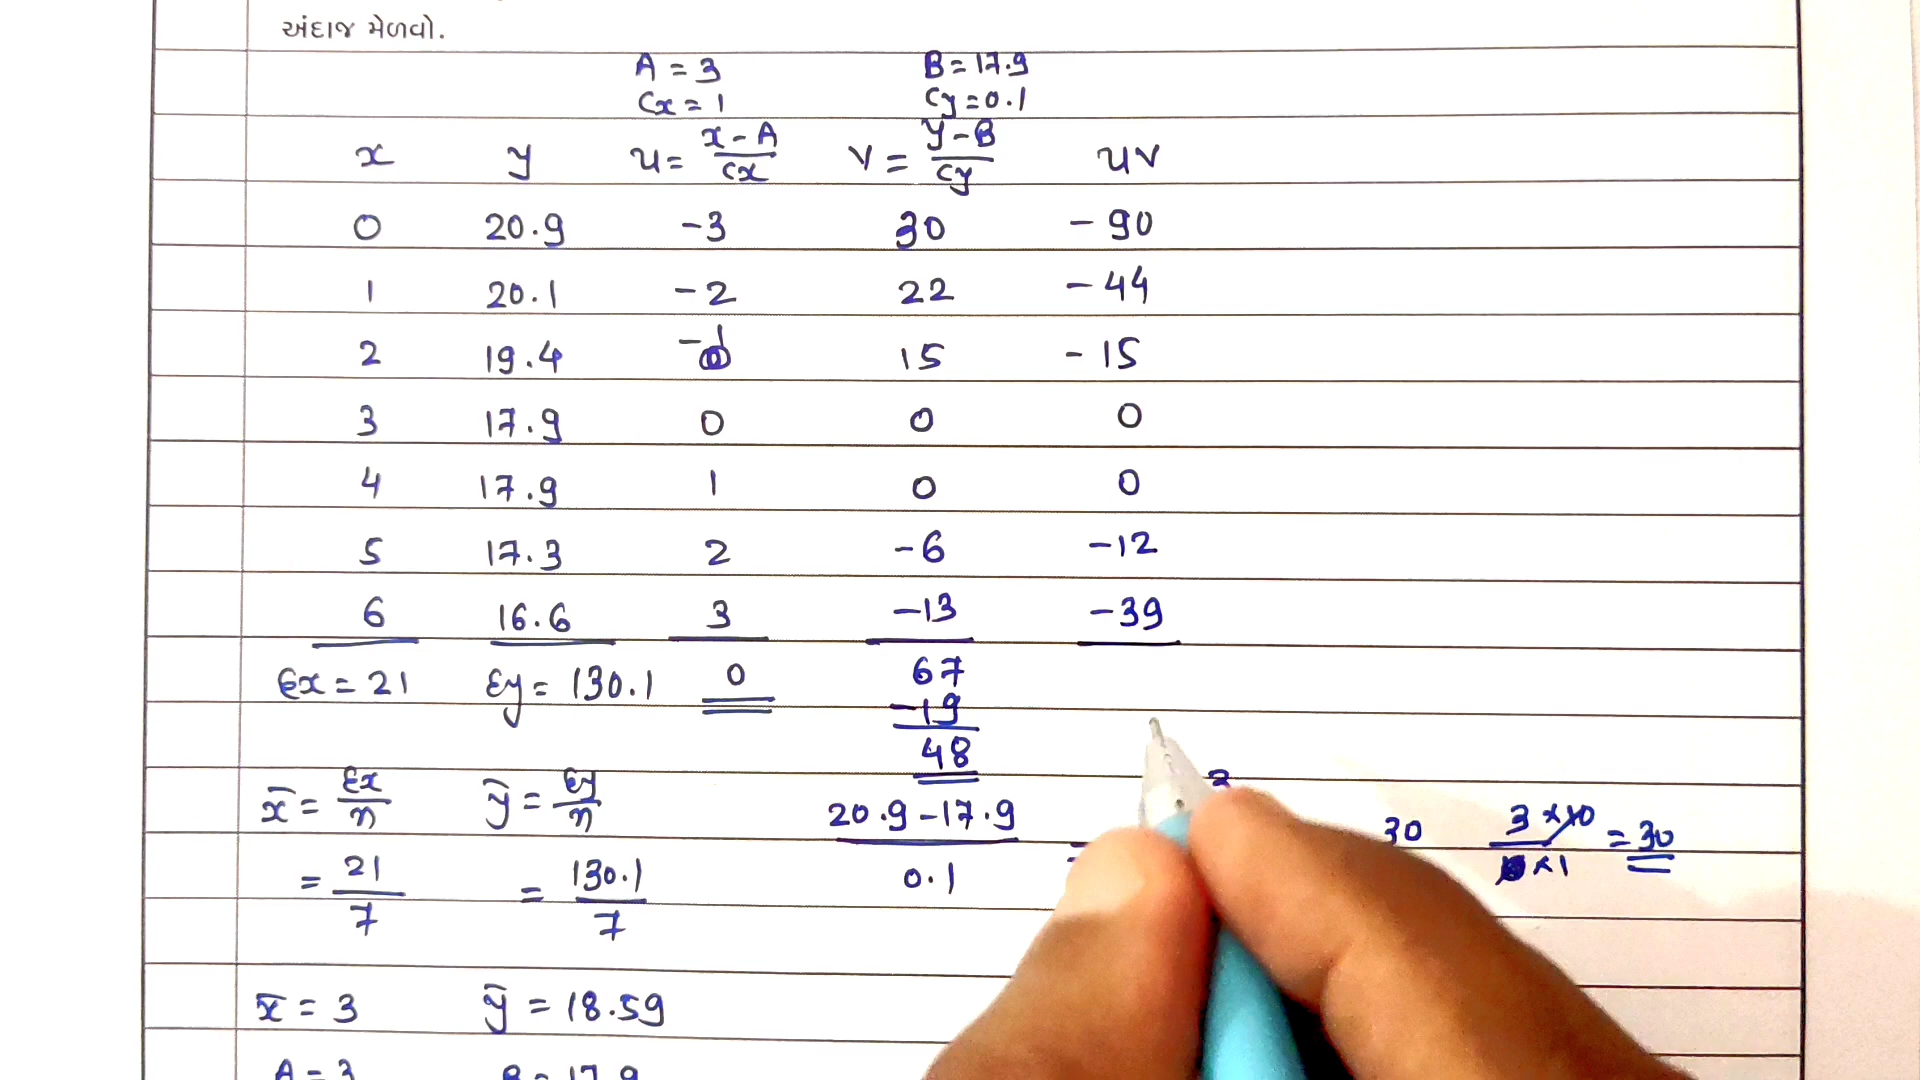 અંદાજ મેળવો.
A = 3 B = 17.9
Cx = 1 Cy = 0.1
x y u = x - A / Cx v = y - B / Cy uv
0 20.9 -3 30 - 90
1 20.1 -2 22 - 44
2 19.4 -1 15 - 15
3 17.9 0 0 0
4 17.9 1 0 0
5 17.3 2 -6 -12
6 16.6 3 -13 -39
Σx = 21 Σy = 130.1 0 67
-19
48
x̄ = Σx / n ȳ = Σy / n 20.9 - 17.9 / 0.1 30 3 × 10 / × 1 = 30
= 21 / 7 = 130.1 / 7
x̄ = 3 ȳ = 18.59
A = 3 B = 17.9